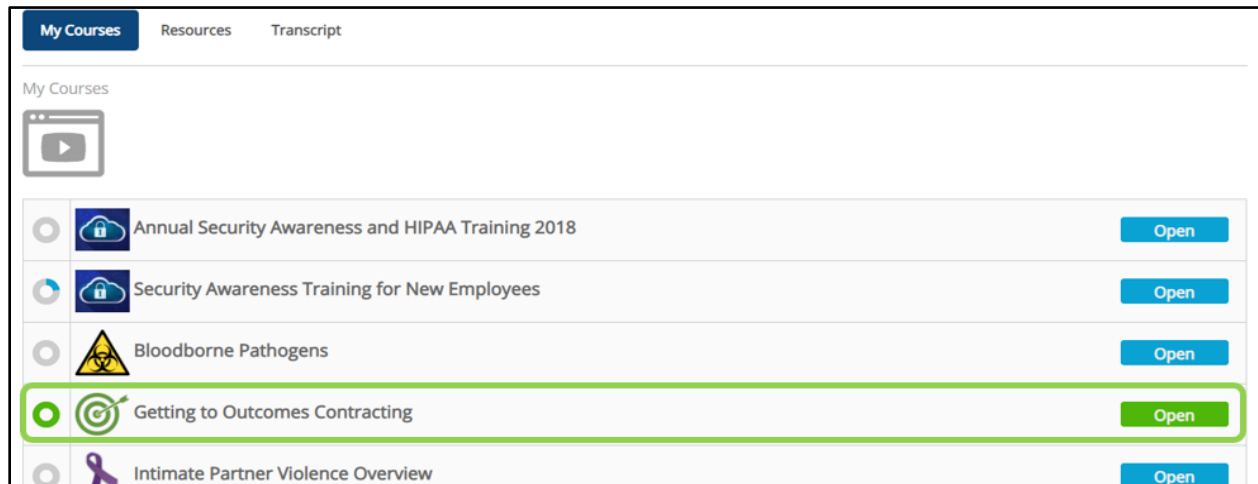 My Courses Resources Transcript
My Courses
Annual Security Awareness and HIPAA Training 2018 Open
Security Awareness Training for New Employees Open
Bloodborne Pathogens Open
Getting to Outcomes Contracting Open
Intimate Partner Violence Overview Open